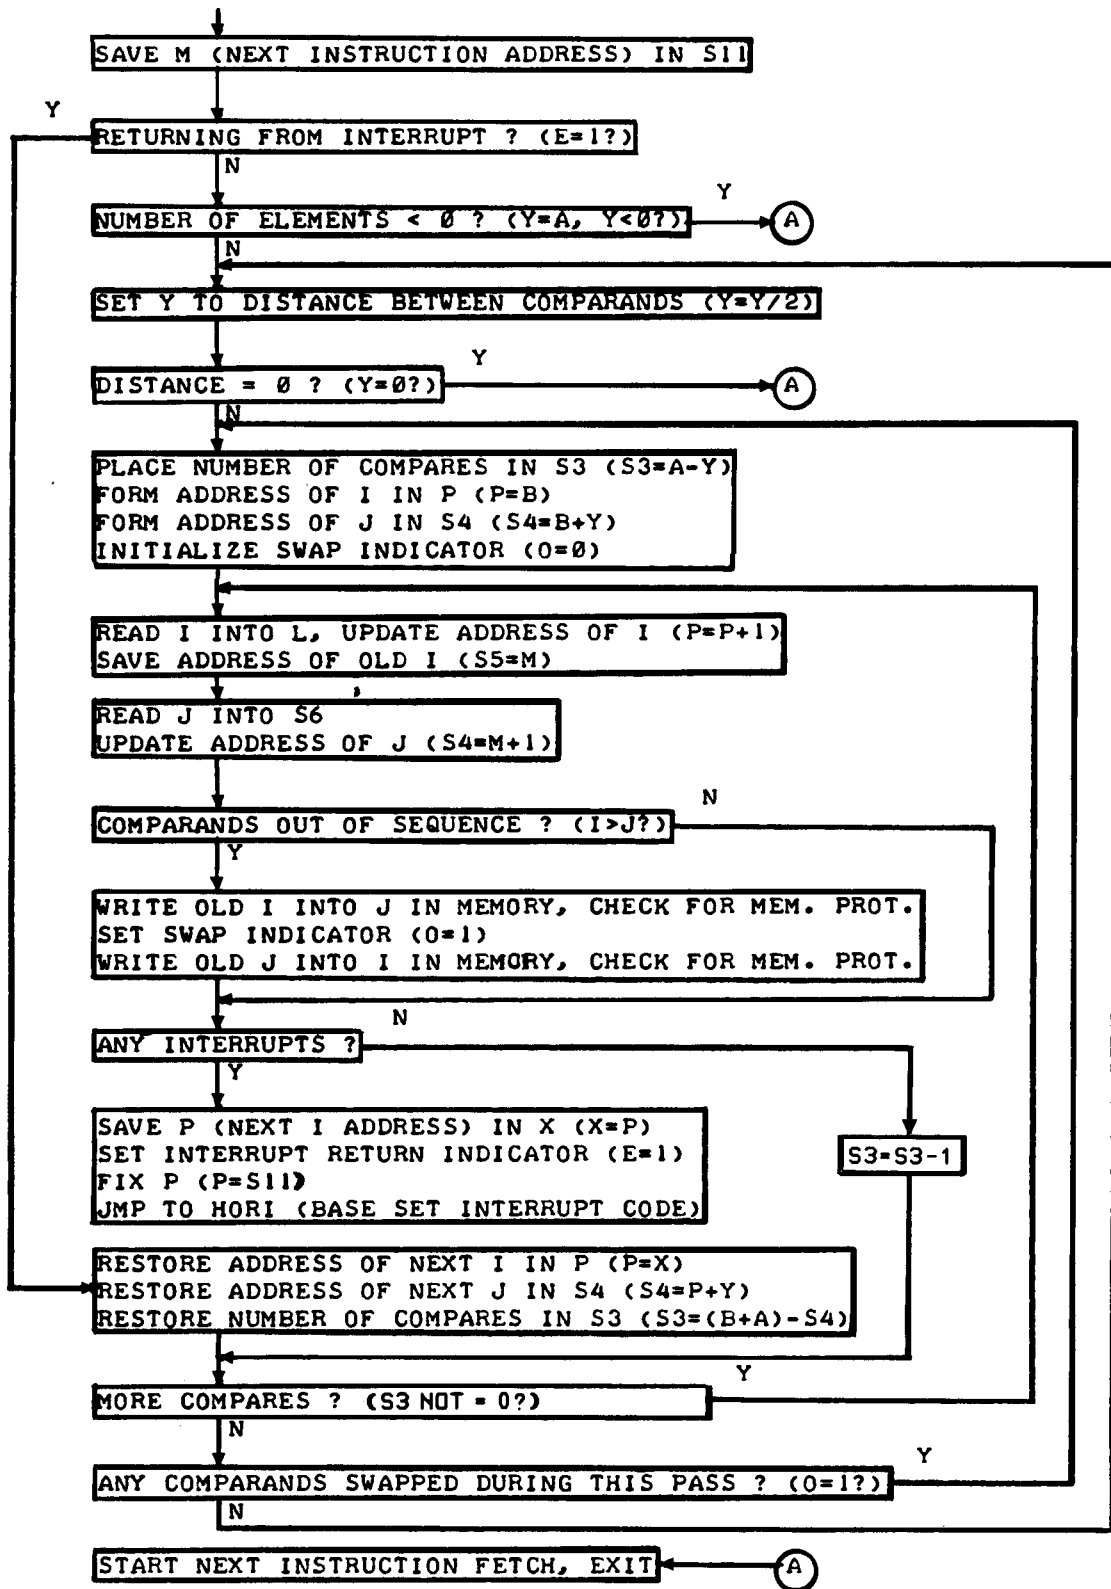 SAVE M (NEXT INSTRUCTION ADDRESS) IN S11
Y
RETURNING FROM INTERRUPT ? (E=1?)
N
Y
NUMBER OF ELEMENTS < Ø ? (Y=A, Y<Ø?)
A
N
SET Y TO DISTANCE BETWEEN COMPARANDS (Y=Y/2)
Y
DISTANCE = Ø ? (Y=Ø?)
A
N
PLACE NUMBER OF COMPARES IN S3 (S3=A-Y)
FORM ADDRESS OF I IN P (P=B)
FORM ADDRESS OF J IN S4 (S4=B+Y)
INITIALIZE SWAP INDICATOR (O=Ø)
READ I INTO L, UPDATE ADDRESS OF I (P=P+1)
SAVE ADDRESS OF OLD I (S5=M)
READ J INTO S6
UPDATE ADDRESS OF J (S4=M+1)
N
COMPARANDS OUT OF SEQUENCE ? (I>J?)
Y
WRITE OLD I INTO J IN MEMORY, CHECK FOR MEM. PROT.
SET SWAP INDICATOR (O=1)
WRITE OLD J INTO I IN MEMORY, CHECK FOR MEM. PROT.
N
ANY INTERRUPTS ?
Y
SAVE P (NEXT I ADDRESS) IN X (X=P)
SET INTERRUPT RETURN INDICATOR (E=1)
FIX P (P=S11)
JMP TO HORI (BASE SET INTERRUPT CODE)
S3=S3-1
RESTORE ADDRESS OF NEXT I IN P (P=X)
RESTORE ADDRESS OF NEXT J IN S4 (S4=P+Y)
RESTORE NUMBER OF COMPARES IN S3 (S3=(B+A)-S4)
Y
MORE COMPARES ? (S3 NOT = 0?)
N
Y
ANY COMPARANDS SWAPPED DURING THIS PASS ? (O=1?)
N
START NEXT INSTRUCTION FETCH, EXIT
A